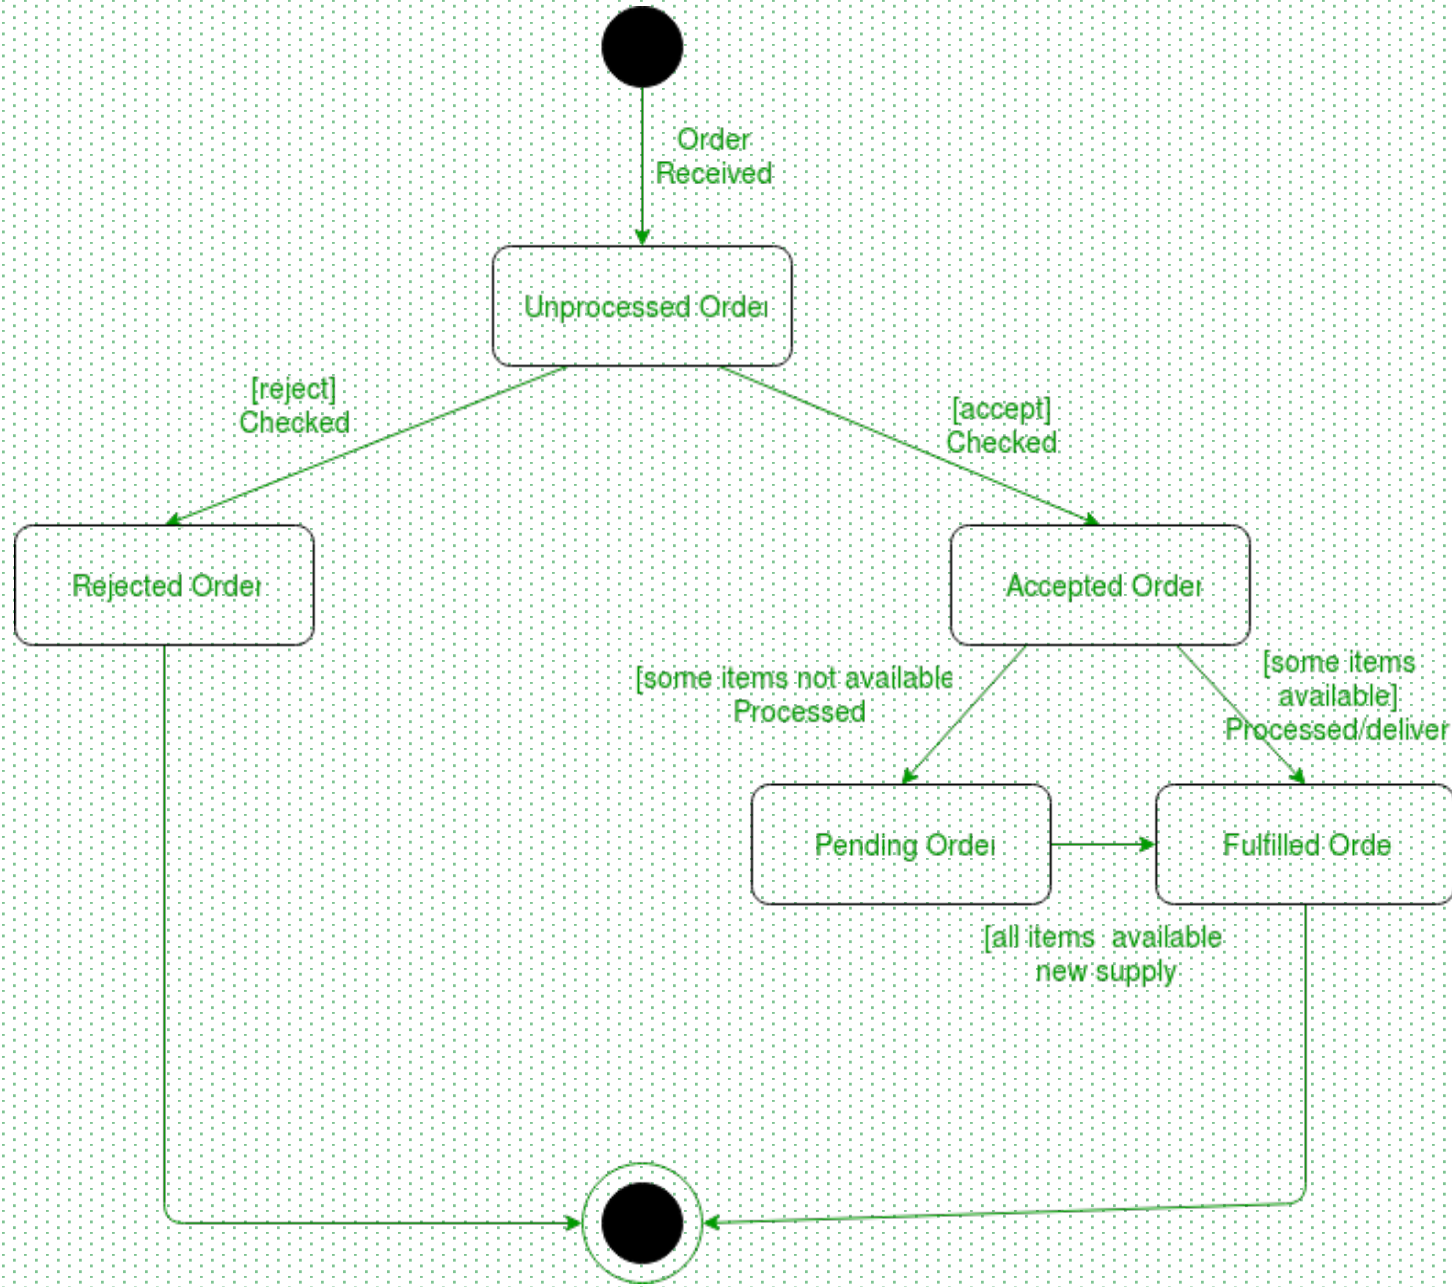 Order
Received
Unprocessed Order
[reject]
Checked
[accept]
Checked
Rejected Order
Accepted Order
[some items not available
Processed
[some items
available]
Processed/deliver
Pending Order
Fulfilled Orde
[all items available
new supply